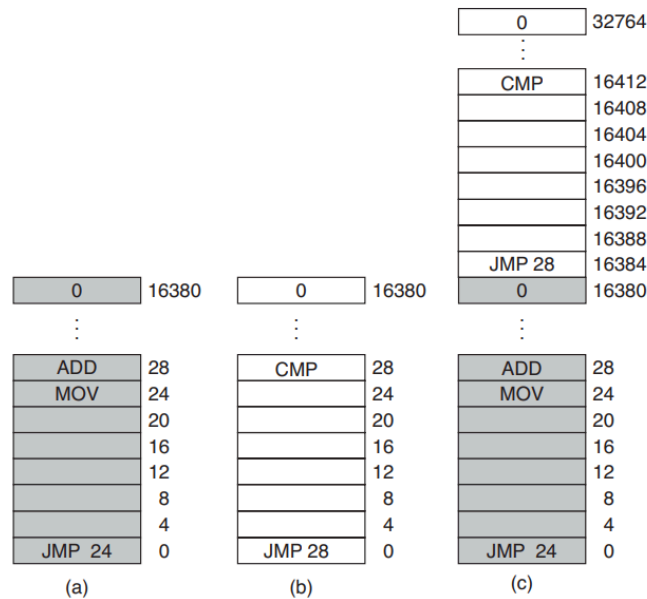 0 32764
CMP 16412
16408
16404
16400
16396
16392
16388
JMP 28 16384
0 16380 0 16380 0 16380
ADD 28 CMP 28 ADD 28
MOV 24 24 MOV 24
20 20 20
16 16 16
12 12 12
8 8 8
4 4 4
JMP 24 0 JMP 28 0 JMP 24 0
(a) (b) (c)